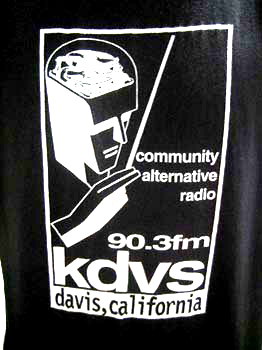 community
alternative
radio
90.3fm
kdvs
davis, california